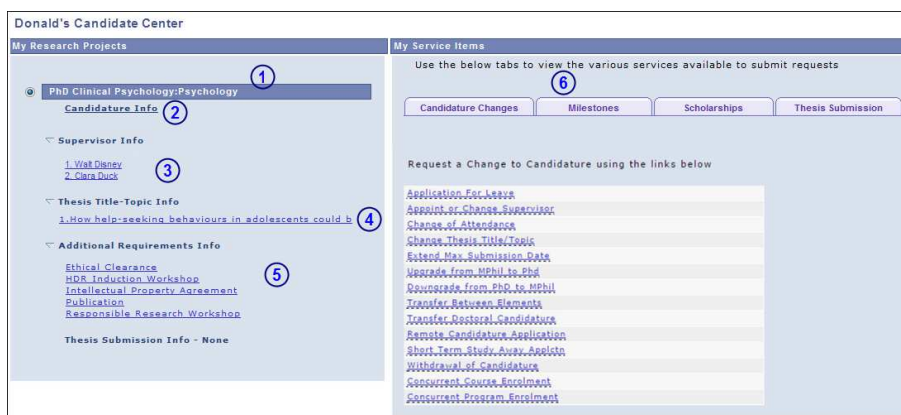 Donald's Candidate Center
My Research Projects
1
PhD Clinical Psychology:Psychology
Candidature Info
2
Supervisor Info
1. Walt Disney
2. Clara Duck
3
Thesis Title-Topic Info
1.How help-seeking behaviours in adolescents could b
4
Additional Requirements Info
Ethical Clearance
HDR Induction Workshop
Intellectual Property Agreement
Publication
Responsible Research Workshop
5
Thesis Submission Info - None
My Service Items
Use the below tabs to view the various services available to submit requests
6
Candidature Changes
Milestones
Scholarships
Thesis Submission
Request a Change to Candidature using the links below
Application For Leave
Appoint or Change Supervisor
Change of Attendance
Change Thesis Title/Topic
Extend Max Submission Date
Upgrade from MPhil to Phd
Downgrade from PhD to MPhil
Transfer Between Elements
Transfer Doctoral Candidature
Remote Candidature Application
Short Term Study Away Applctn
Withdrawal of Candidature
Concurrent Course Enrolment
Concurrent Program Enrolment